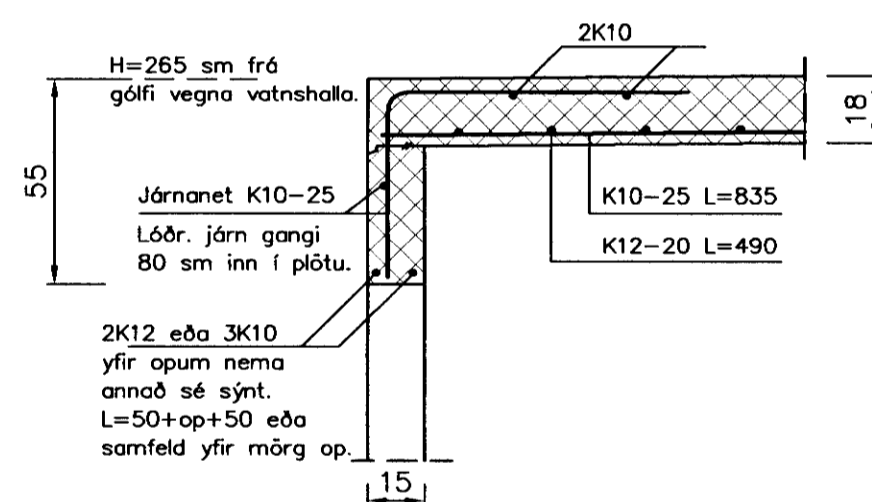 2K10
H=265 sm frá
gólfi vegna vatnshalla.
18
55
Járnanet K10-25
Lóðr. járn gangi
80 sm inn í plötu.
K10-25 L=835
K12-20 L=490
2K12 eða 3K10
yfir opum nema
annað sé sýnt.
L=50+op+50 eða
samfeld yfir mörg op.
15